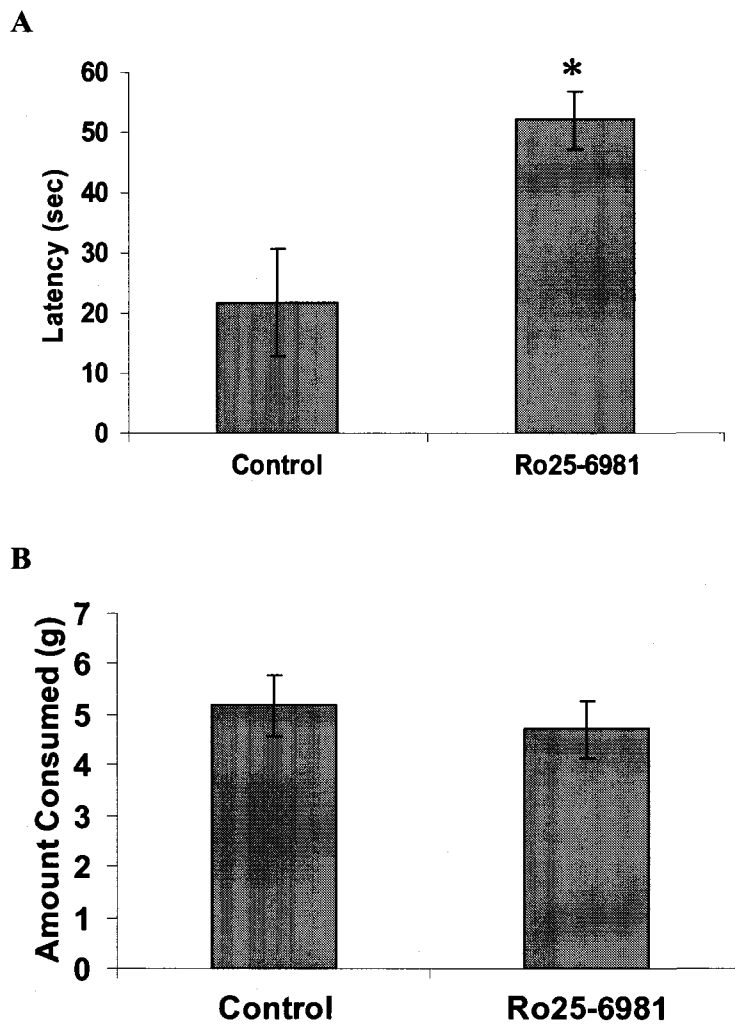 A
*
60
50
40
30
20
10
0
Latency (sec)
Control Ro25-6981
B
7
6
5
4
3
2
1
0
Amount Consumed (g)
Control Ro25-6981